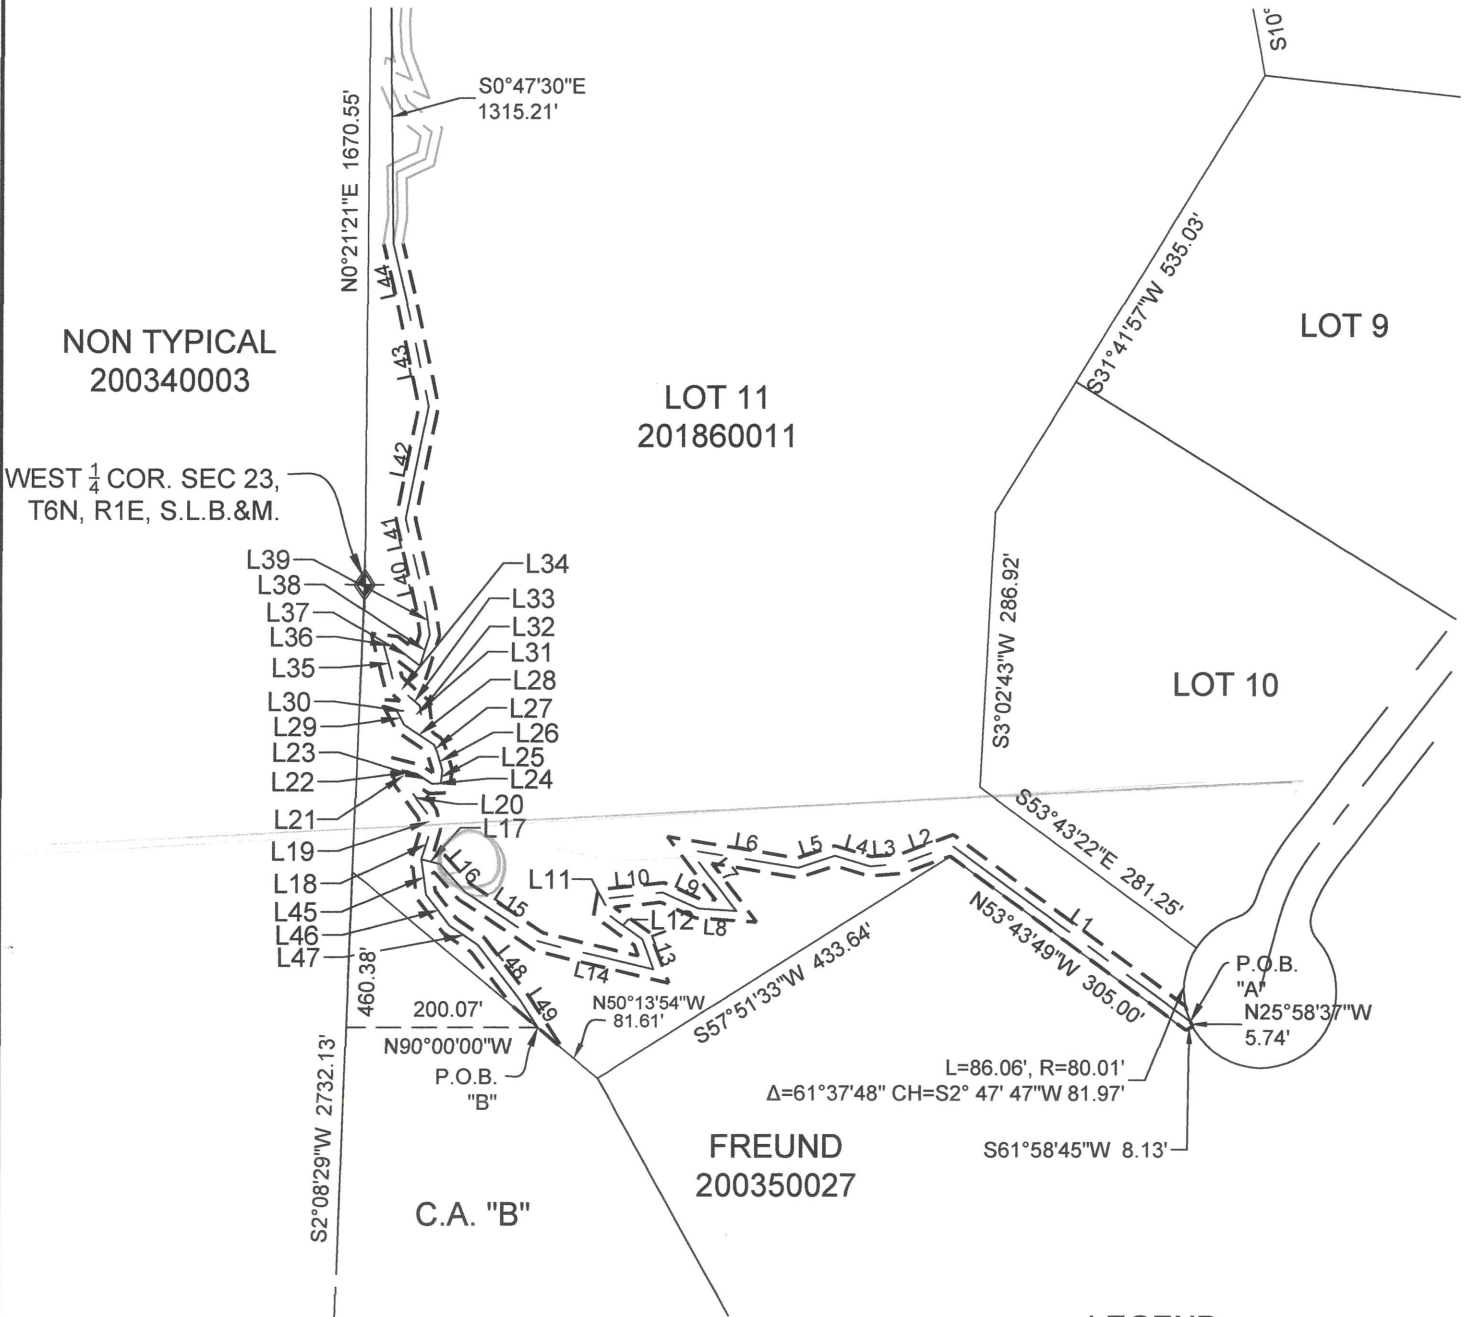 S10°
S0°47'30"E
1315.21'
N0°21'21"E 1670.55'
L44
S31°41'57"W 535.03'
NON TYPICAL
200340003
L43
LOT 9
LOT 11
201860011
L42
WEST 1/4 COR. SEC 23,
T6N, R1E, S.L.B.&M.
L41
L40
L39
L38
L37
L36
L35
L30
L29
L23
L22
L21
L19
L18
L45
L46
L47
L34
L33
L32
L31
L28
L27
L26
L25
L24
L20
L17
L16
L15
L14
L13
L12
L11
L10
L9
L8
L7
L6
L5
L4
L3
L2
L1
L48
L49
S3°02'43"W 286.92'
LOT 10
S53°43'22"E 281.25'
N53°43'49"W 305.00'
S57°51'33"W 433.64'
P.O.B.
"A"
N25°58'37"W
5.74'
460.38'
200.07'
N90°00'00"W
N50°13'54"W
81.61'
P.O.B.
"B"
L=86.06', R=80.01'
Δ=61°37'48" CH=S2° 47' 47"W 81.97'
S61°58'45"W 8.13'
S2°08'29"W 2732.13'
FREUND
200350027
C.A. "B"
LEGEND